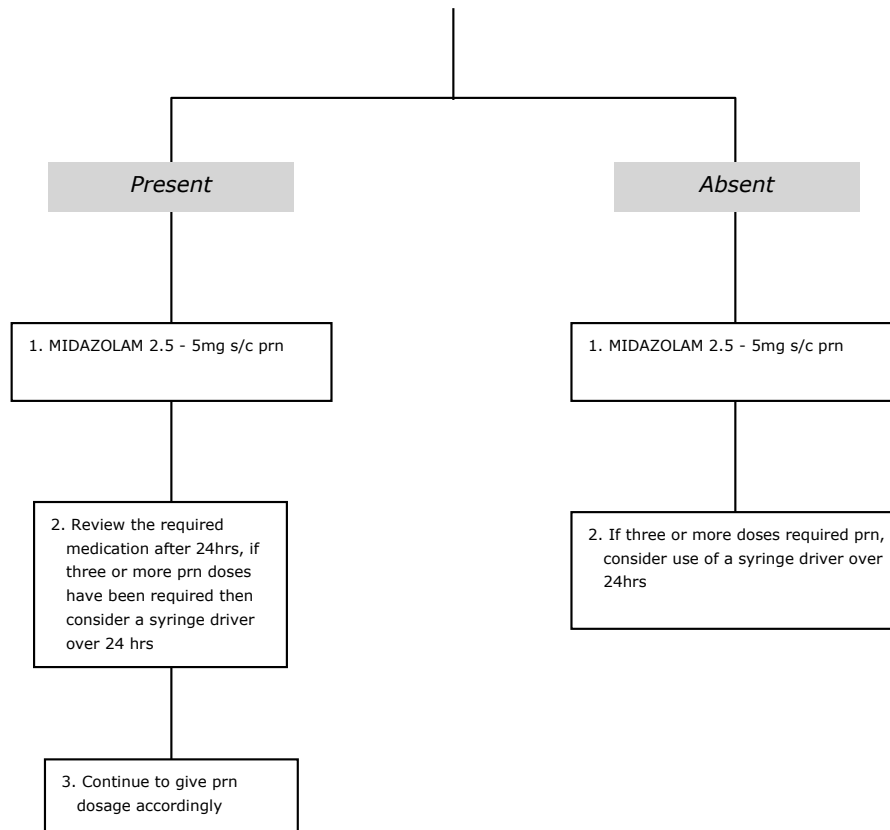 Present
1. MIDAZOLAM 2.5 - 5mg s/c prn
2. Review the required
medication after 24hrs, if
three or more prn doses
have been required then
consider a syringe driver
over 24 hrs
3. Continue to give prn
dosage accordingly
Absent
1. MIDAZOLAM 2.5 - 5mg s/c prn
2. If three or more doses required prn,
consider use of a syringe driver over
24hrs